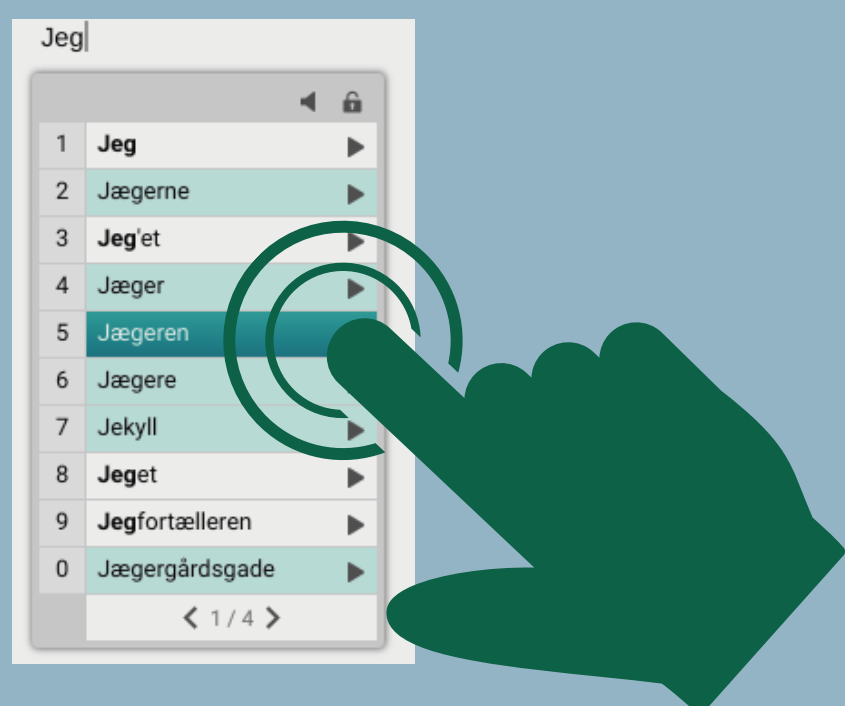 Jeg
1 Jeg
2 Jægerne
3 Jeg'et
4 Jæger
5 Jægeren
6 Jægere
7 Jekyll
8 Jeget
9 Jegfortælleren
0 Jægergårdsgade
1 / 4